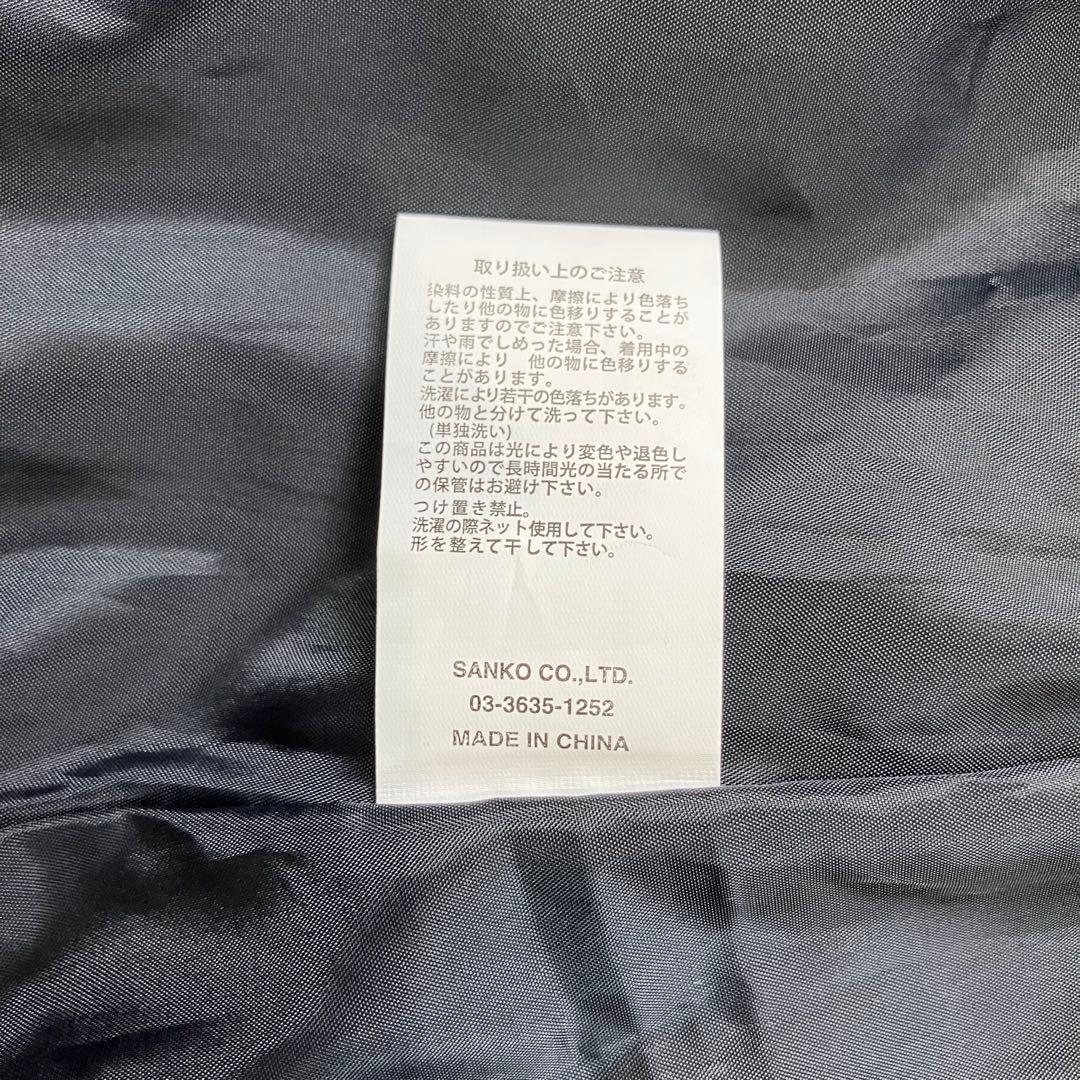 取り扱い上のご注意
染料の性質上、摩擦により色落ち
したり他の物に色移りすることが
ありますのでご注意下さい。
汗や雨でしめった場合、着用中の
摩擦により　他の物に色移りする
ことがあります。
洗濯により若干の色落ちがあります。
他の物と分けて洗って下さい。
(単独洗い)
この商品は光により変色や退色し
やすいので長時間光の当たる所で
の保管はお避け下さい。
つけ置き禁止。
洗濯の際ネット使用して下さい。
形を整えて干して下さい。
SANKO CO.,LTD.
03-3635-1252
MADE IN CHINA